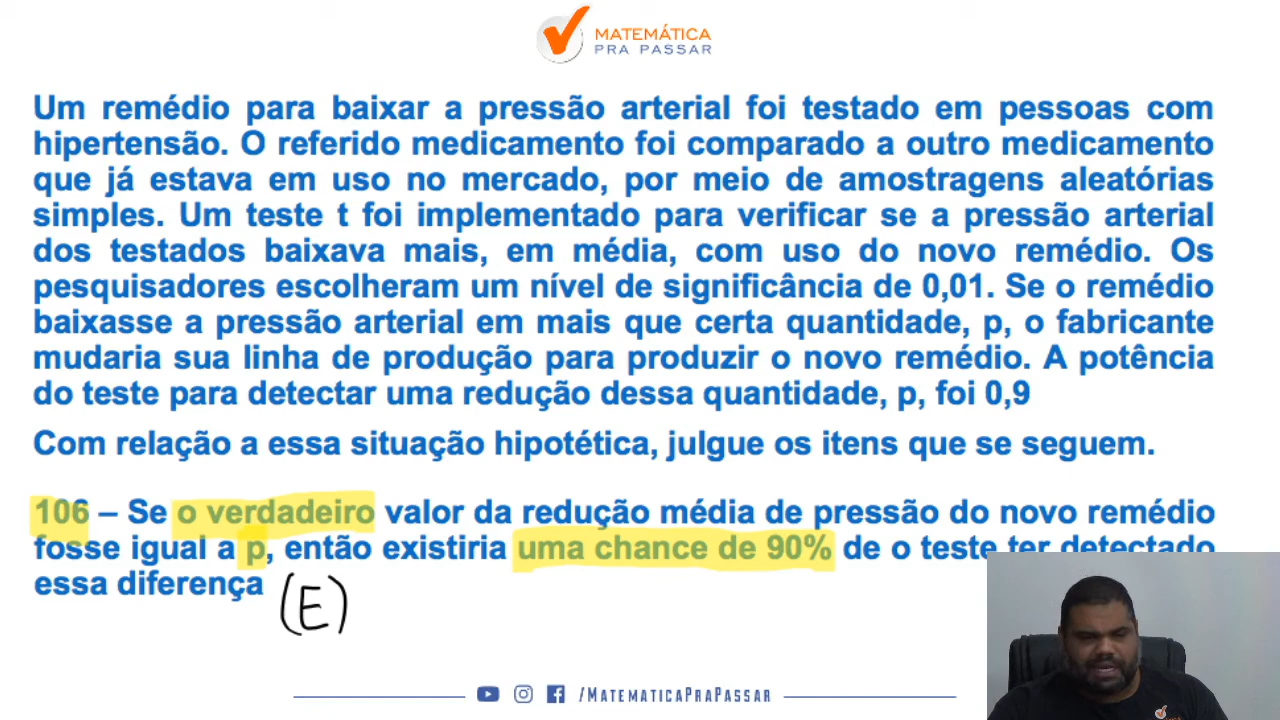 MATEMÁTICA
PRA PASSAR
Um remédio para baixar a pressão arterial foi testado em pessoas com
hipertensão. O referido medicamento foi comparado a outro medicamento
que já estava em uso no mercado, por meio de amostragens aleatórias
simples. Um teste t foi implementado para verificar se a pressão arterial
dos testados baixava mais, em média, com uso do novo remédio. Os
pesquisadores escolheram um nível de significância de 0,01. Se o remédio
baixasse a pressão arterial em mais que certa quantidade, p, o fabricante
mudaria sua linha de produção para produzir o novo remédio. A potência
do teste para detectar uma redução dessa quantidade, p, foi 0,9
Com relação a essa situação hipotética, julgue os itens que se seguem.
106 – Se o verdadeiro valor da redução média de pressão do novo remédio
fosse igual a p, então existiria uma chance de 90% de o teste ter detectado
essa diferença (E)
/MATEMATICAPRAPASSAR